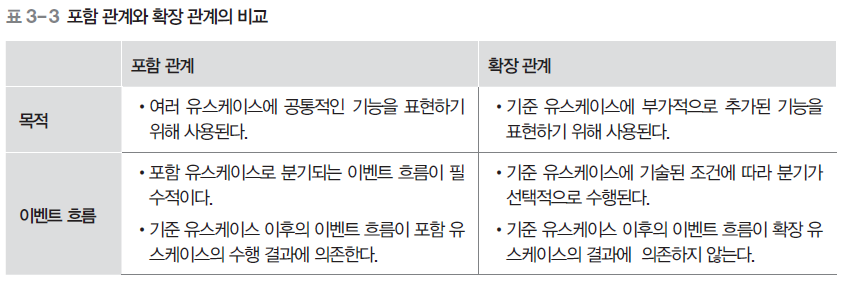 표 3-3 포함 관계와 확장 관계의 비교
포함 관계
확장 관계
목적
• 여러 유스케이스에 공통적인 기능을 표현하기
위해 사용된다.
• 기준 유스케이스에 부가적으로 추가된 기능을
표현하기 위해 사용된다.
이벤트 흐름
• 포함 유스케이스로 분기되는 이벤트 흐름이 필
수적이다.
• 기준 유스케이스 이후의 이벤트 흐름이 포함 유
스케이스의 수행 결과에 의존한다.
• 기준 유스케이스에 기술된 조건에 따라 분기가
선택적으로 수행된다.
• 기준 유스케이스 이후의 이벤트 흐름이 확장 유
스케이스의 결과에 의존하지 않는다.